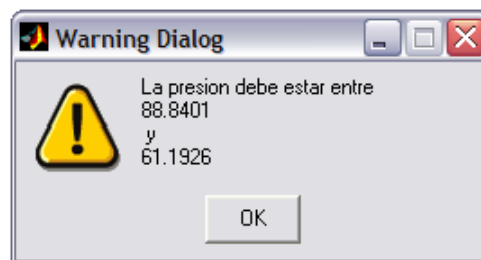 Warning Dialog
La presion debe estar entre
88.8401
y
61.1926
OK